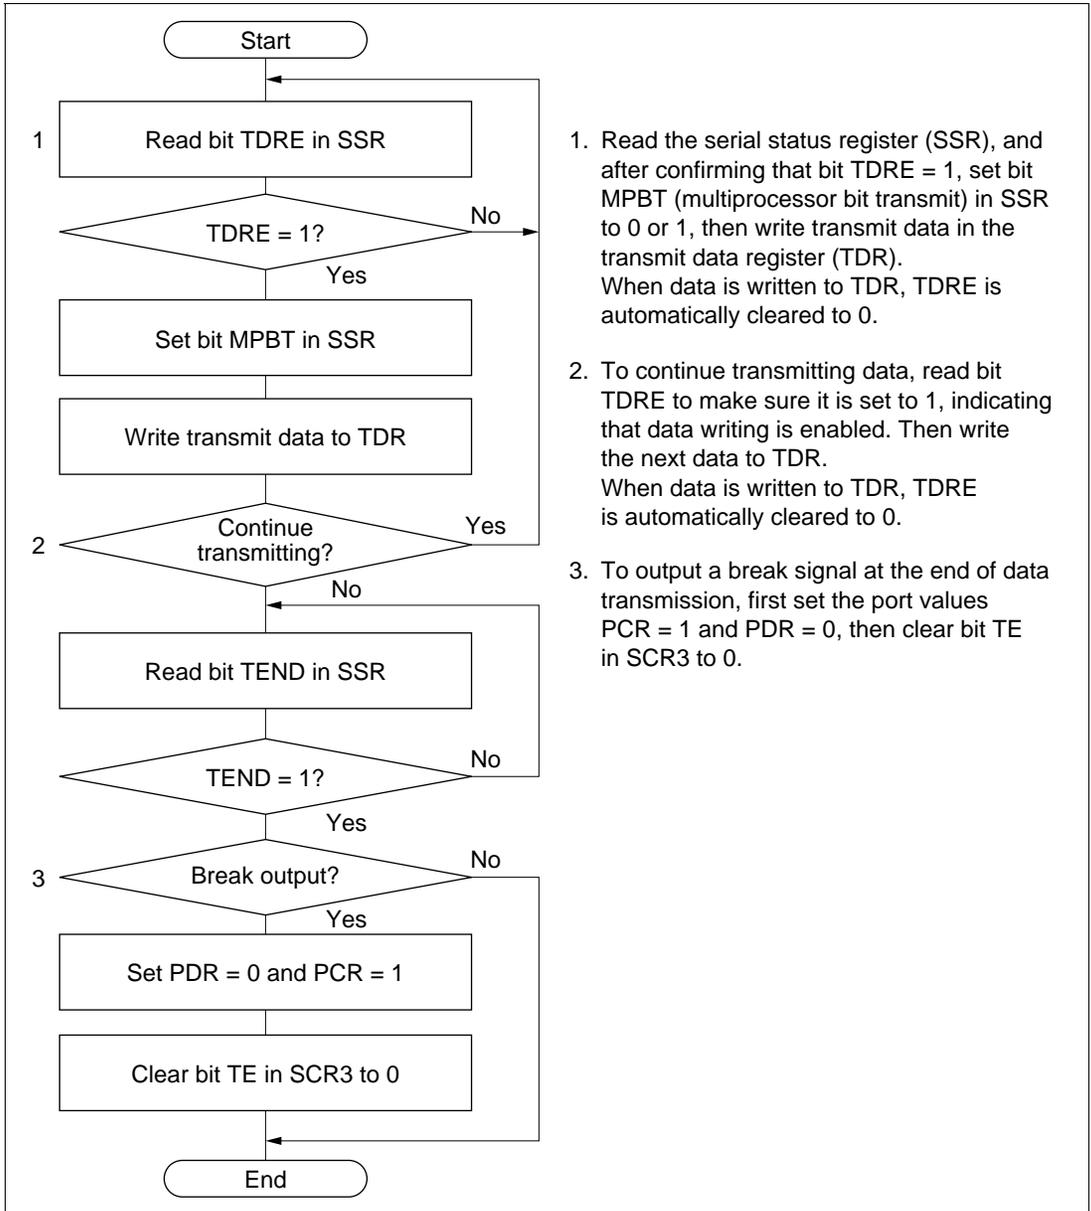 Start
1
Read bit TDRE in SSR
TDRE = 1?
No
Yes
Set bit MPBT in SSR
Write transmit data to TDR
2
Continue
transmitting?
Yes
No
Read bit TEND in SSR
TEND = 1?
No
Yes
3
Break output?
No
Yes
Set PDR = 0 and PCR = 1
Clear bit TE in SCR3 to 0
End
1. Read the serial status register (SSR), and
after confirming that bit TDRE = 1, set bit
MPBT (multiprocessor bit transmit) in SSR
to 0 or 1, then write transmit data in the
transmit data register (TDR).
When data is written to TDR, TDRE is
automatically cleared to 0.
2. To continue transmitting data, read bit
TDRE to make sure it is set to 1, indicating
that data writing is enabled. Then write
the next data to TDR.
When data is written to TDR, TDRE
is automatically cleared to 0.
3. To output a break signal at the end of data
transmission, first set the port values
PCR = 1 and PDR = 0, then clear bit TE
in SCR3 to 0.